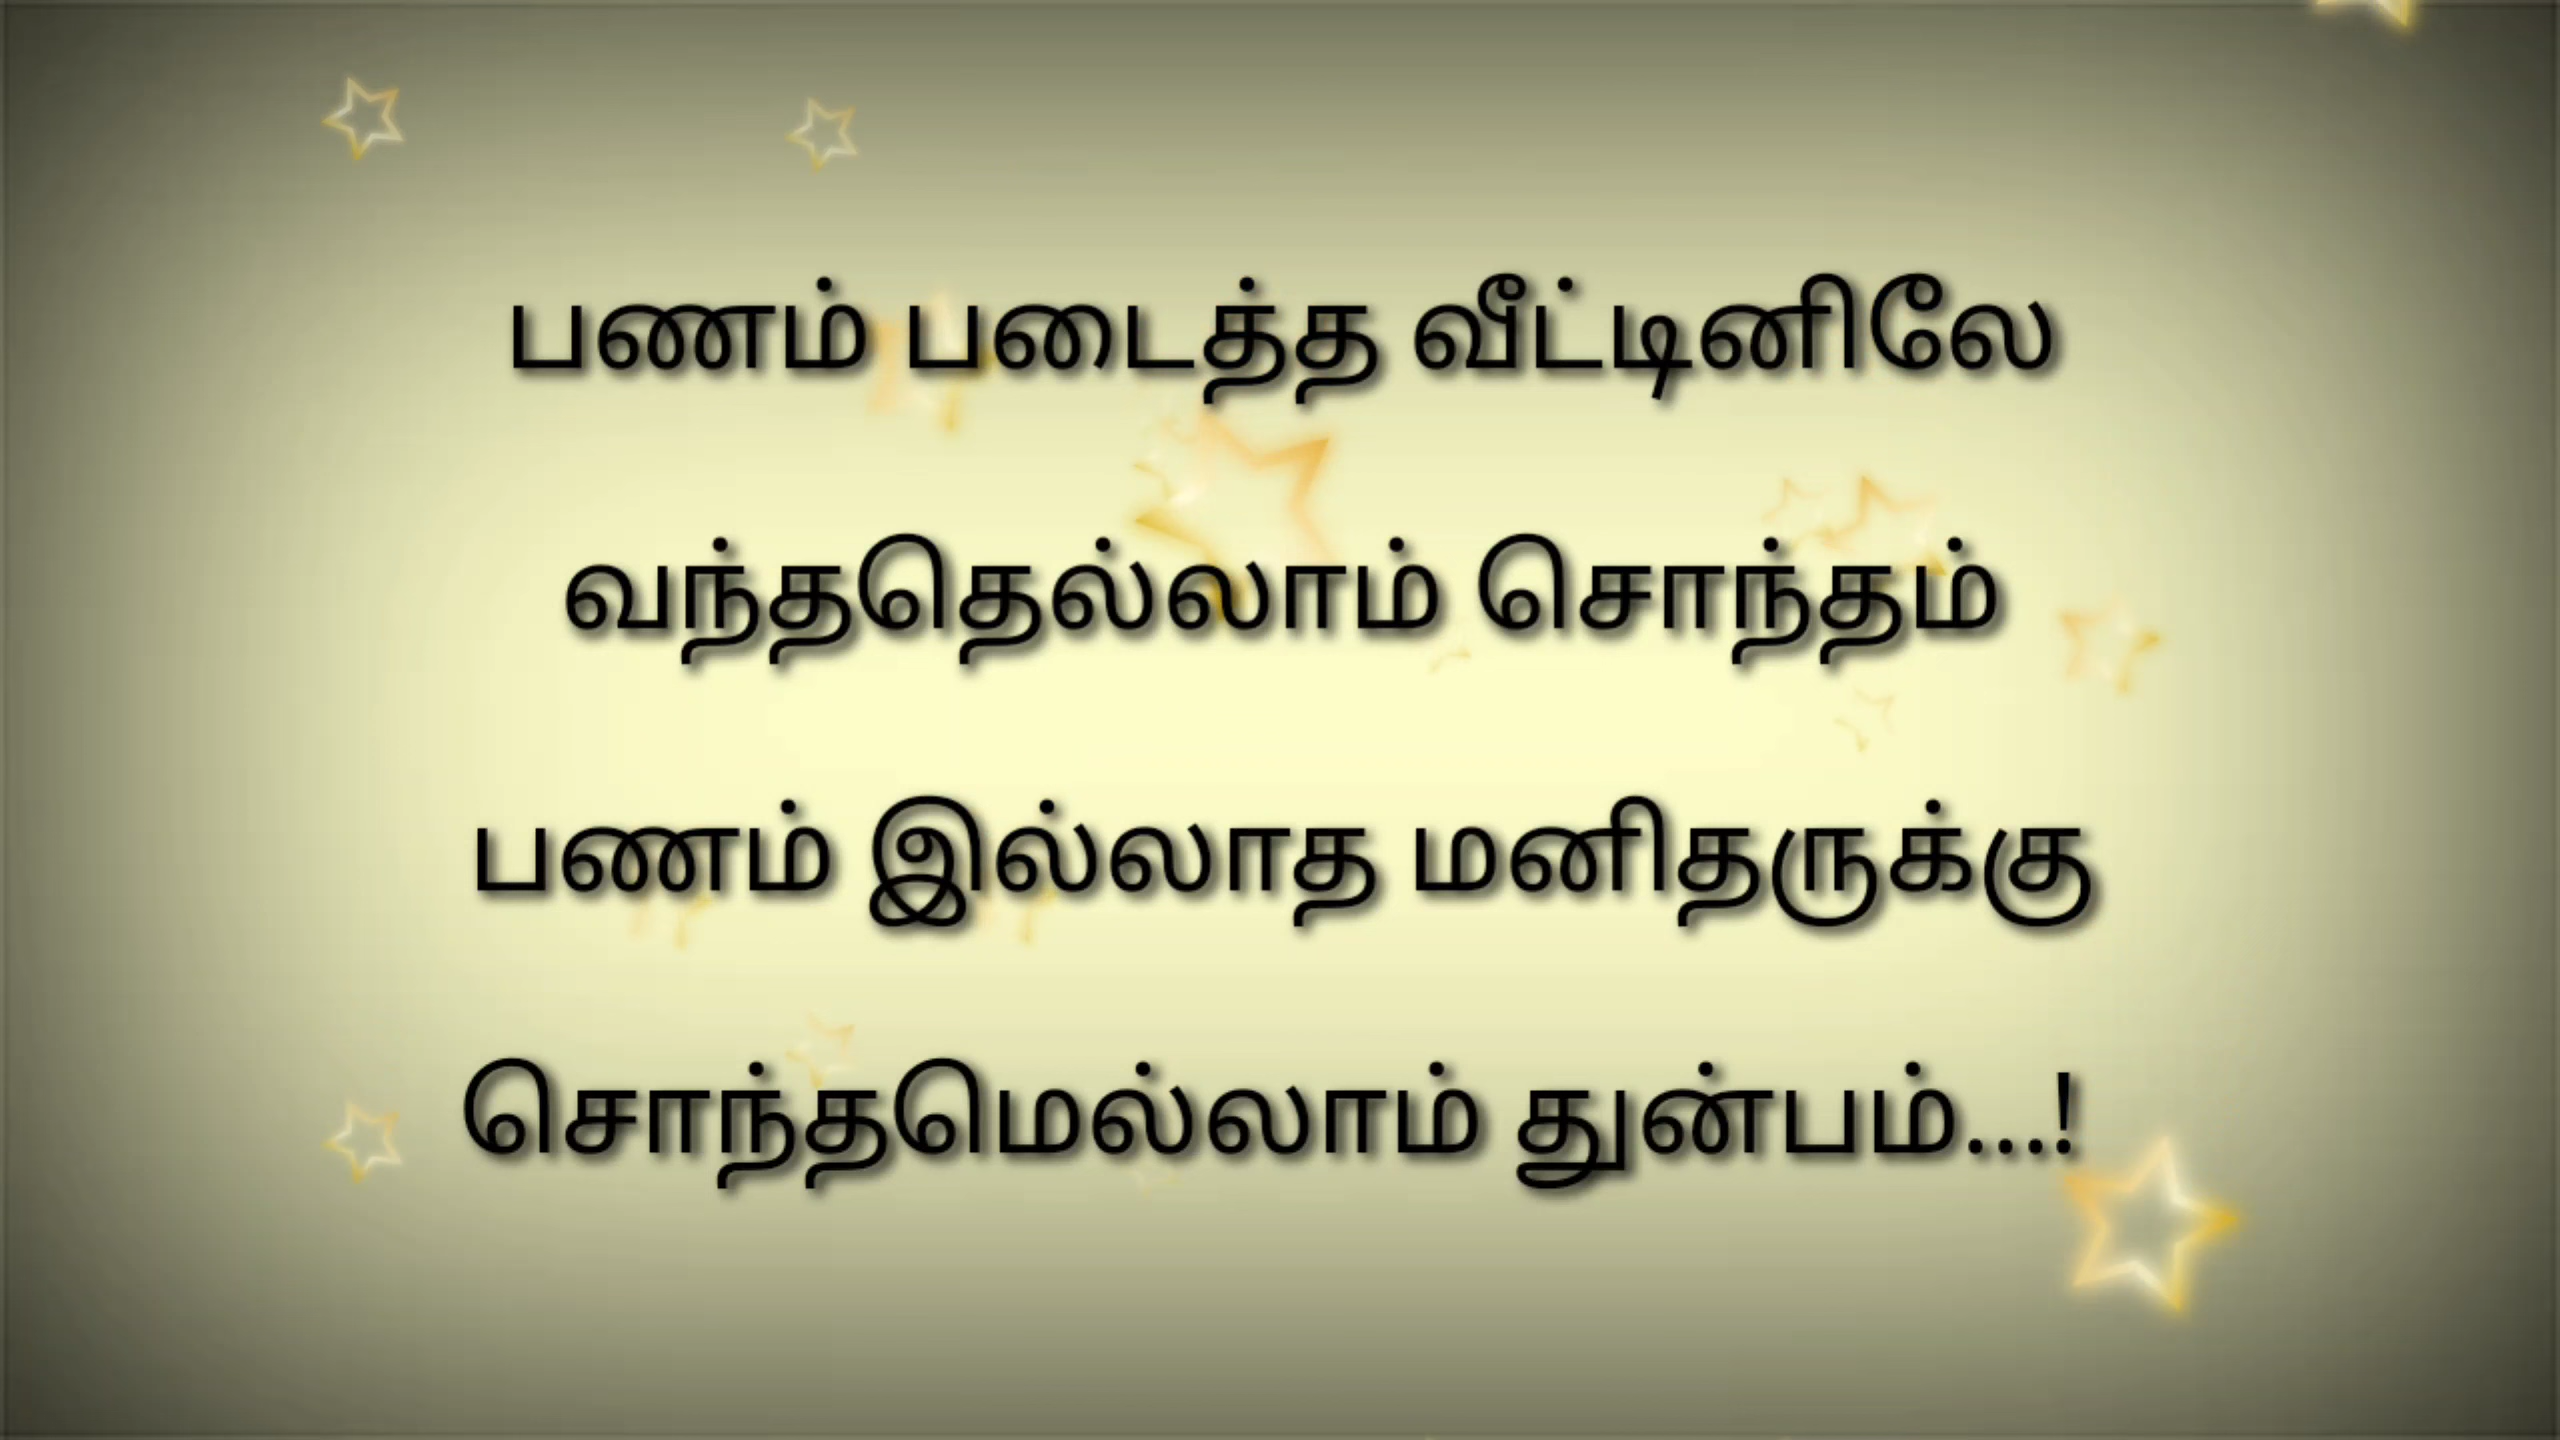 பணம் படைத்த வீட்டினிலே
வந்ததெல்லாம் சொந்தம்
பணம் இல்லாத மனிதருக்கு
சொந்தமெல்லாம் துன்பம்...!